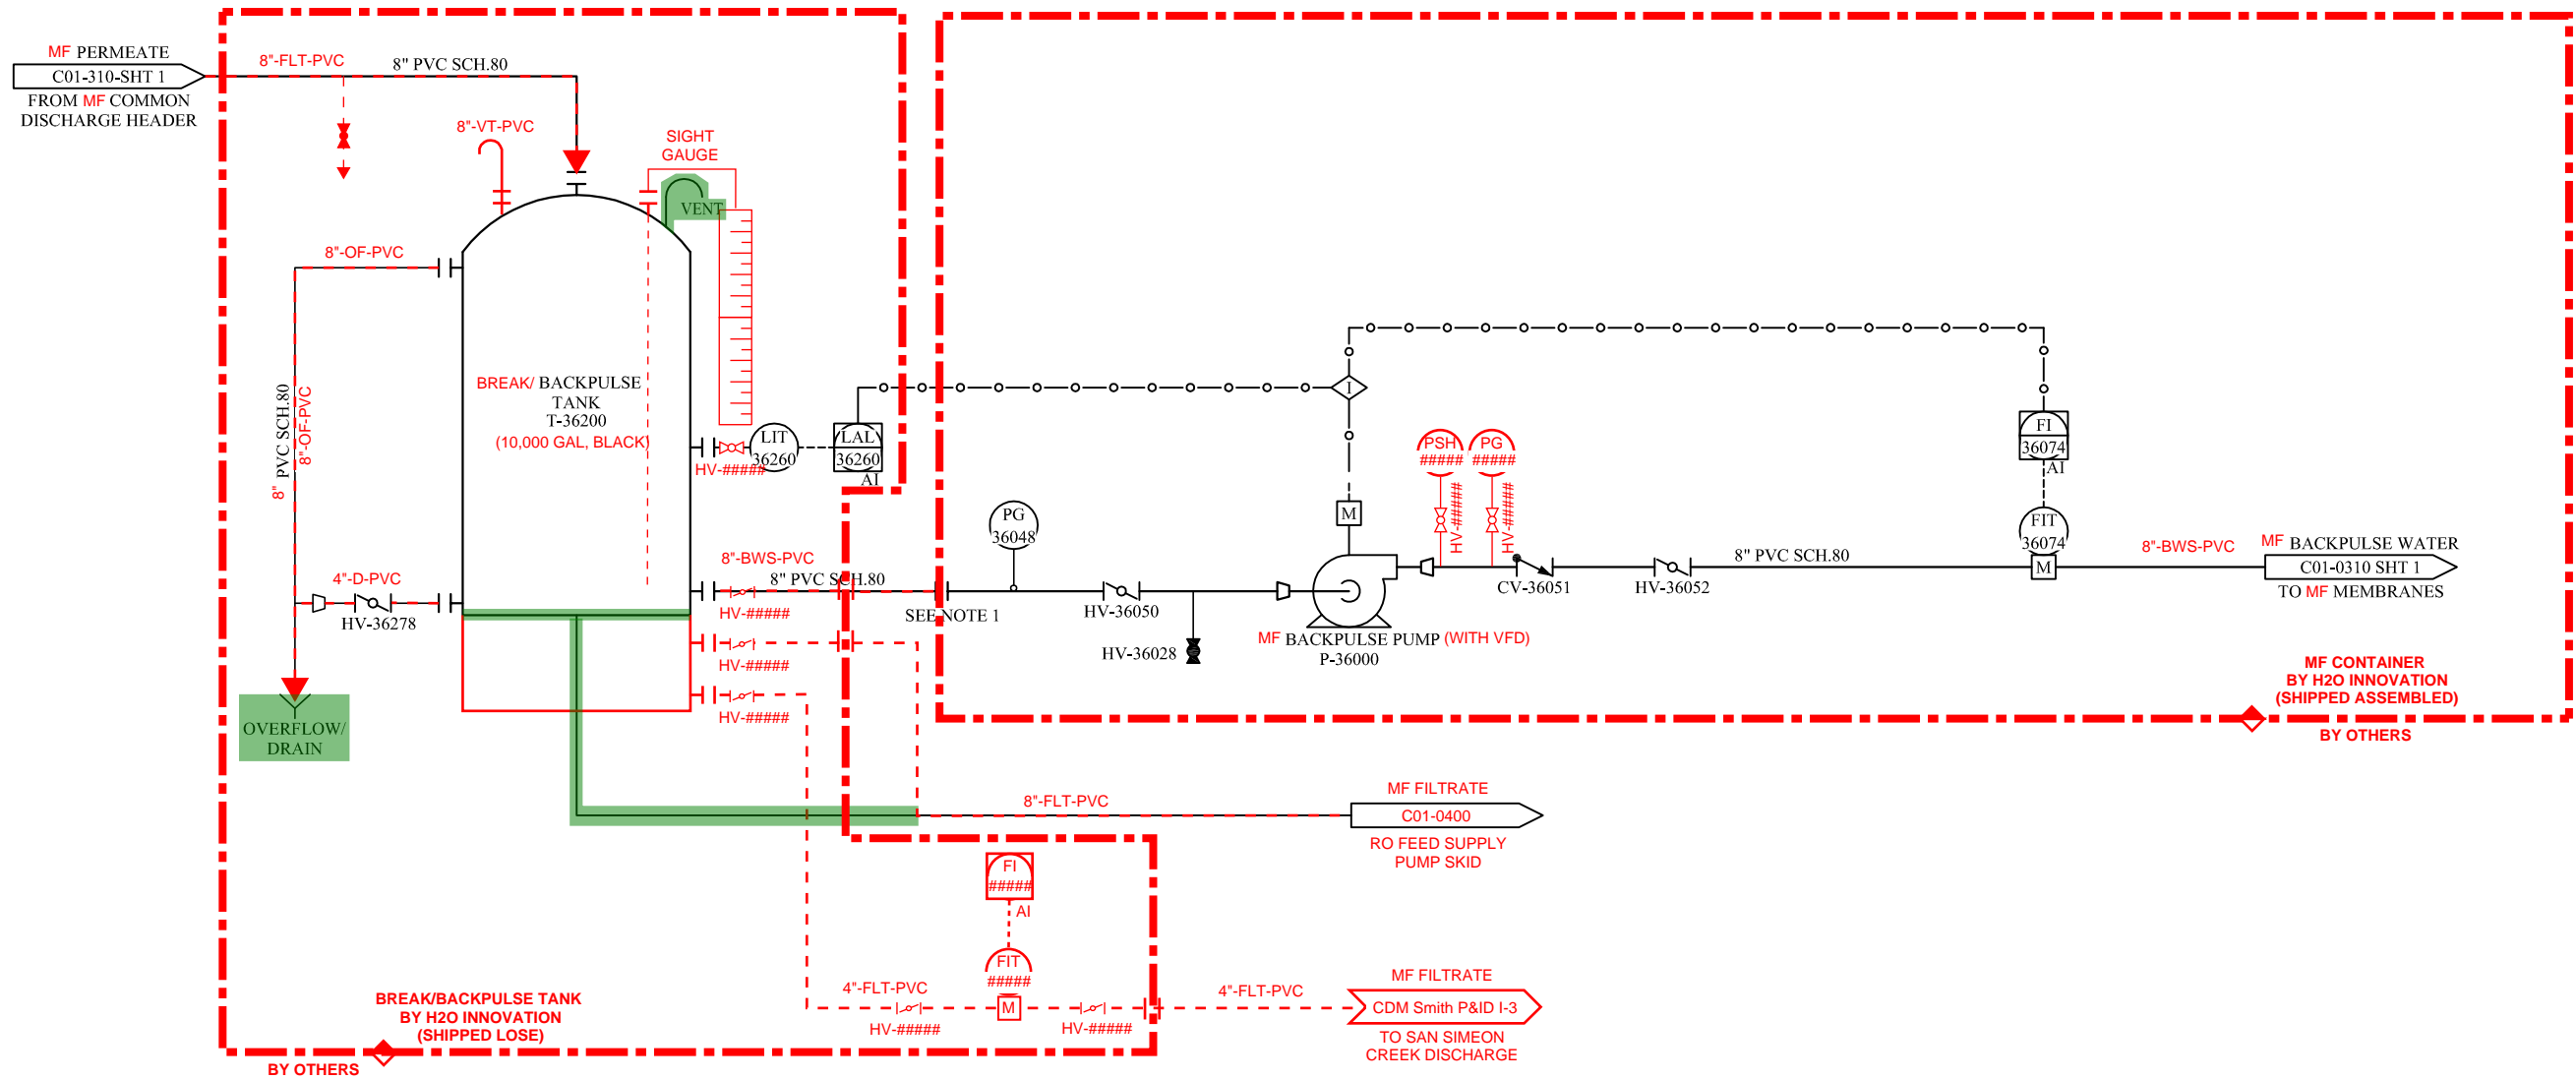 MF PERMEATE
C01-310-SHT 1
FROM MF COMMON
DISCHARGE HEADER
8"-FLT-PVC
8" PVC SCH.80
8"-VT-PVC
SIGHT
GAUGE
VENT
8"-OF-PVC
8" PVC SCH.80
8"-OF-PVC
BREAK/ BACKPULSE
TANK
T-36200
(10,000 GAL, BLACK)
HV-#####
LIT
36260
LAL
36260
AI
4"-D-PVC
HV-36278
OVERFLOW/
DRAIN
8"-BWS-PVC
8" PVC SCH.80
HV-#####
HV-#####
HV-#####
SEE NOTE 1
PG
36048
HV-36050
HV-36028
I
M
MF BACKPULSE PUMP (WITH VFD)
P-36000
PSH
#####
HV-#####
PG
#####
HV-#####
CV-36051
HV-36052
8" PVC SCH.80
FI
36074
AI
FIT
36074
M
8"-BWS-PVC
MF BACKPULSE WATER
C01-0310 SHT 1
TO MF MEMBRANES
MF CONTAINER
BY H2O INNOVATION
(SHIPPED ASSEMBLED)
BY OTHERS
8"-FLT-PVC
MF FILTRATE
C01-0400
RO FEED SUPPLY
PUMP SKID
FI
#####
AI
FIT
#####
M
4"-FLT-PVC
HV-#####
HV-#####
4"-FLT-PVC
MF FILTRATE
CDM Smith P&ID I-3
TO SAN SIMEON
CREEK DISCHARGE
BREAK/BACKPULSE TANK
BY H2O INNOVATION
(SHIPPED LOSE)
BY OTHERS